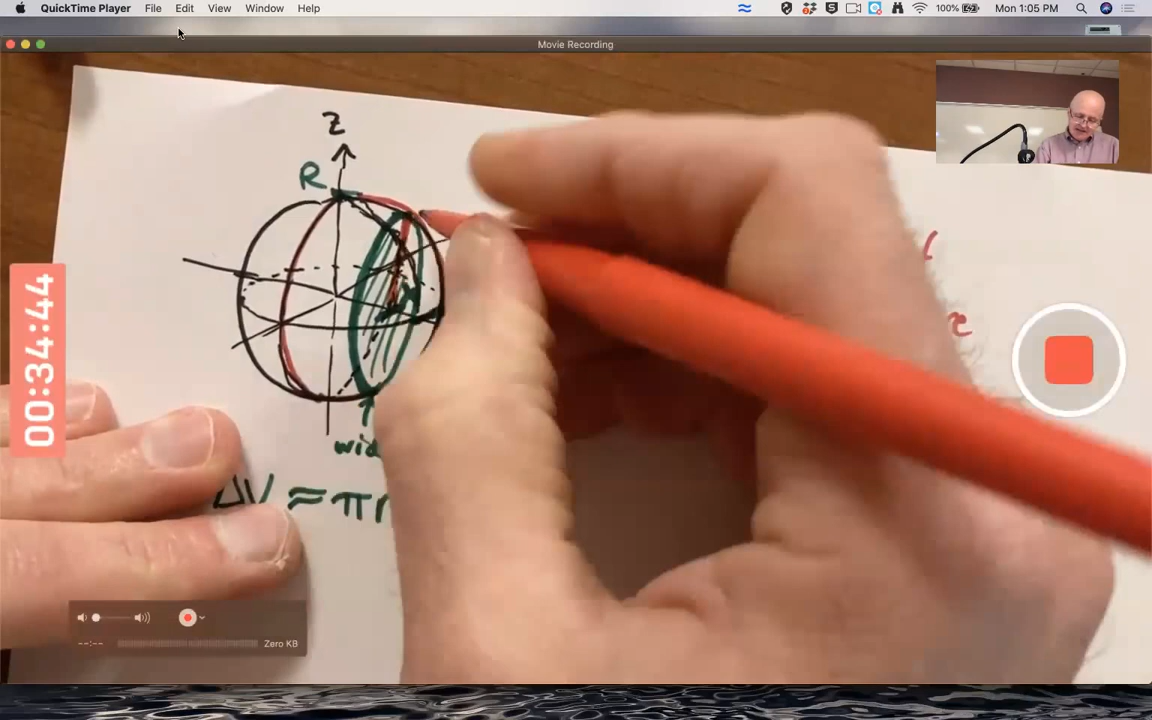 QuickTime Player File Edit View Window Help 100% Mon 1:05 PM
Movie Recording
Z
R
00:34:44
x
ΔV ≈ πr
--:-- Zero KB